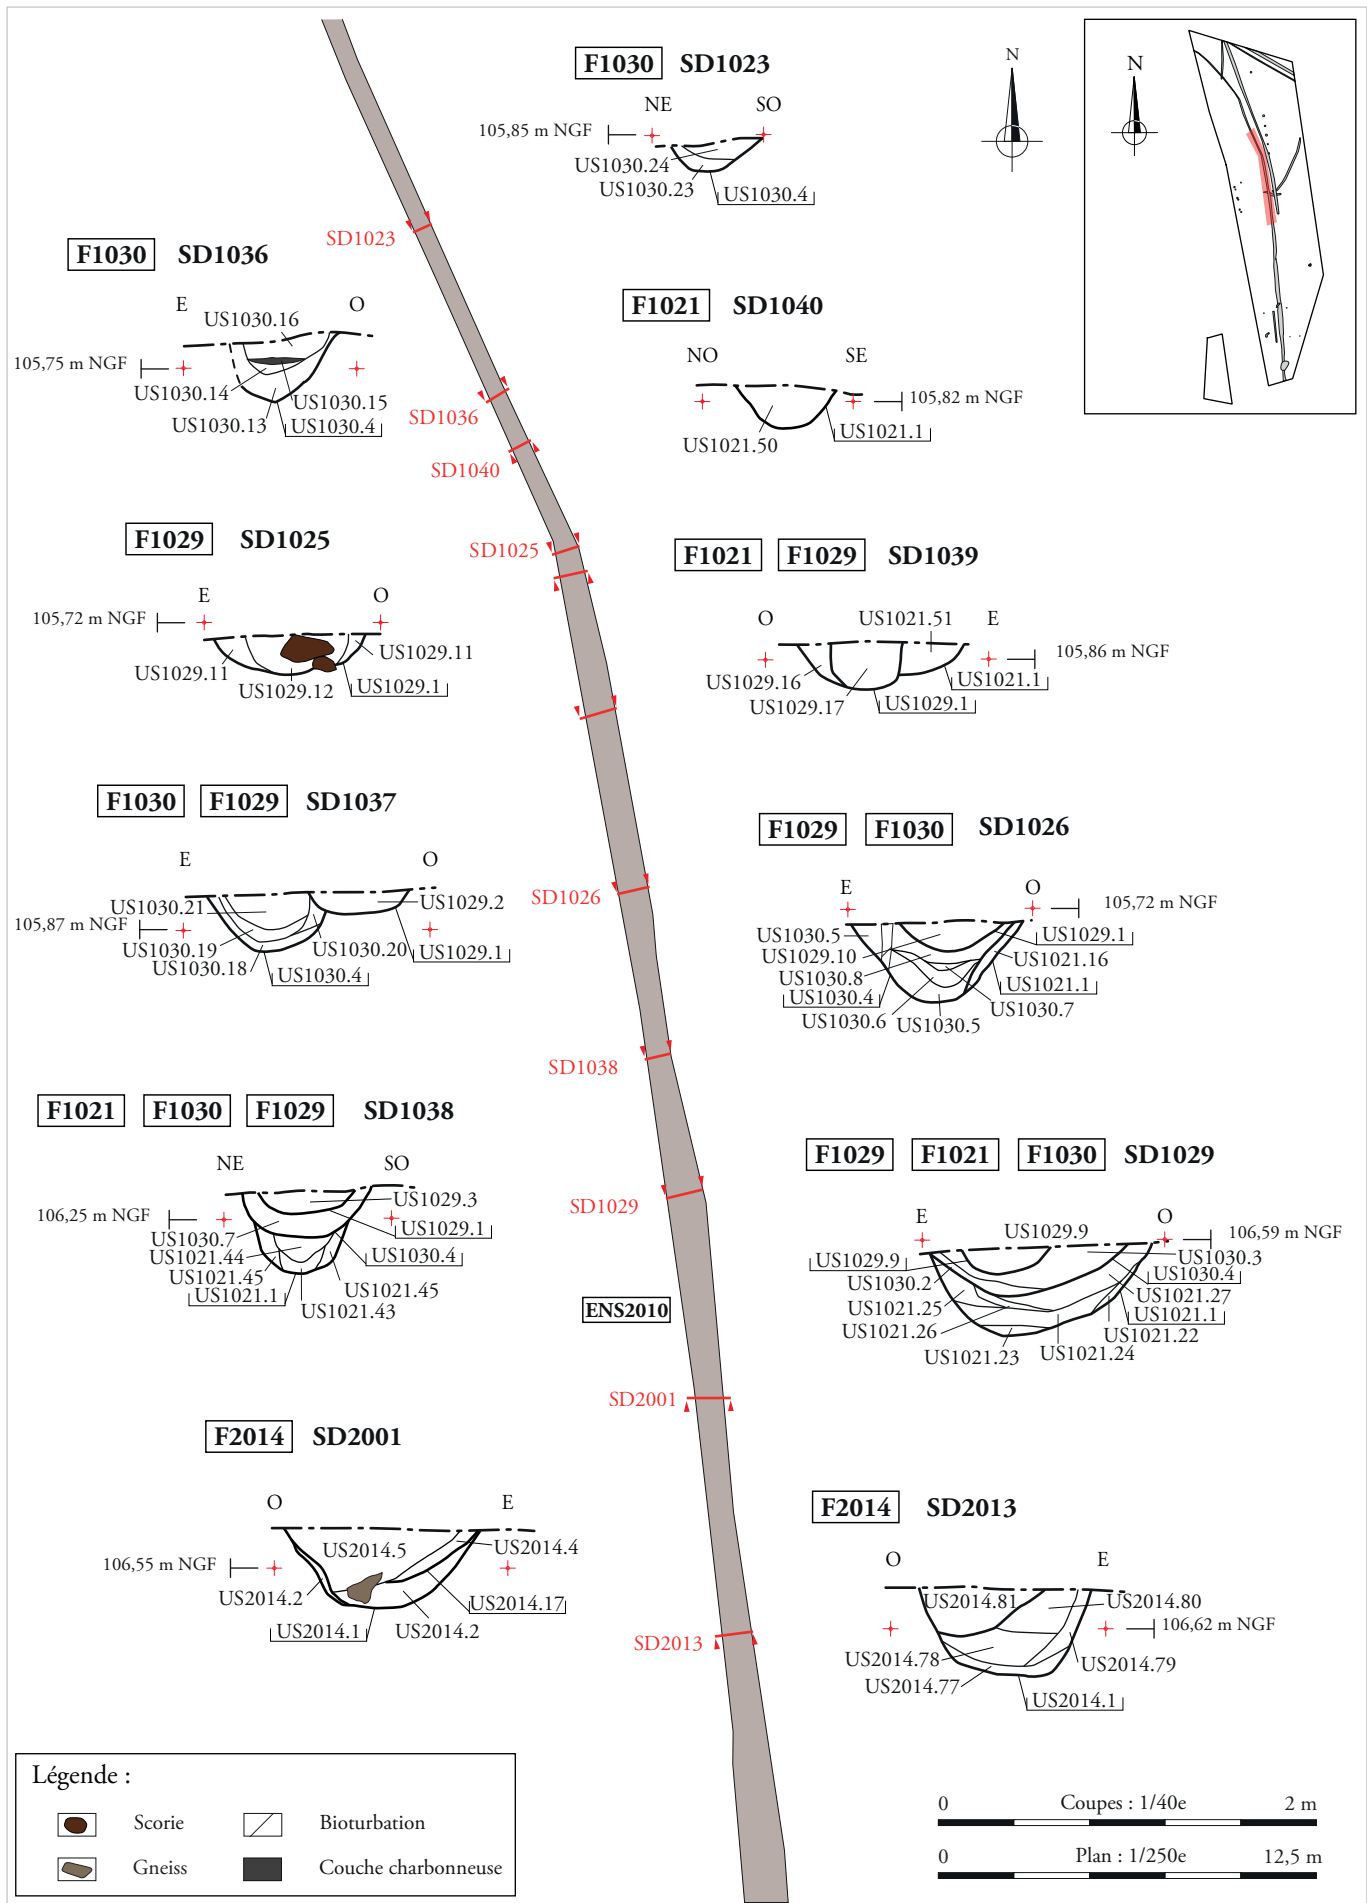 F1030 SD1023
NE SO
105,85 m NGF
US1030.24
US1030.23
US1030.4
N
N
SD1023
F1030 SD1036
E O
US1030.16
105,75 m NGF
US1030.14
US1030.15
US1030.13
US1030.4
SD1036
SD1040
F1021 SD1040
NO SE
105,82 m NGF
US1021.50
US1021.1
F1029 SD1025
E O
105,72 m NGF
US1029.11
US1029.11
US1029.12
US1029.1
SD1025
F1021 F1029 SD1039
O E
US1021.51
105,86 m NGF
US1029.16
US1021.1
US1029.17
US1029.1
F1030 F1029 SD1037
E O
US1030.21
US1029.2
105,87 m NGF
US1030.19
US1030.20
US1029.1
US1030.18
US1030.4
SD1026
F1029 F1030 SD1026
E O
105,72 m NGF
US1030.5
US1029.1
US1029.10
US1021.16
US1030.8
US1021.1
US1030.4
US1030.7
US1030.6
US1030.5
SD1038
F1021 F1030 F1029 SD1038
NE SO
US1029.3
106,25 m NGF
US1029.1
US1030.7
US1021.44
US1030.4
US1021.45
US1021.45
US1021.1
US1021.43
SD1029
F1029 F1021 F1030 SD1029
E O
US1029.9
106,59 m NGF
US1029.9
US1030.3
US1030.2
US1030.4
US1021.25
US1021.27
US1021.1
US1021.26
US1021.22
US1021.23
US1021.24
ENS2010
SD2001
F2014 SD2001
O E
US2014.5
US2014.4
106,55 m NGF
US2014.2
US2014.17
US2014.1
US2014.2
SD2013
F2014 SD2013
O E
US2014.81
US2014.80
106,62 m NGF
US2014.78
US2014.79
US2014.77
US2014.1
Légende :
Scorie
Bioturbation
Gneiss
Couche charbonneuse
0 Coupes : 1/40e 2 m
0 Plan : 1/250e 12,5 m